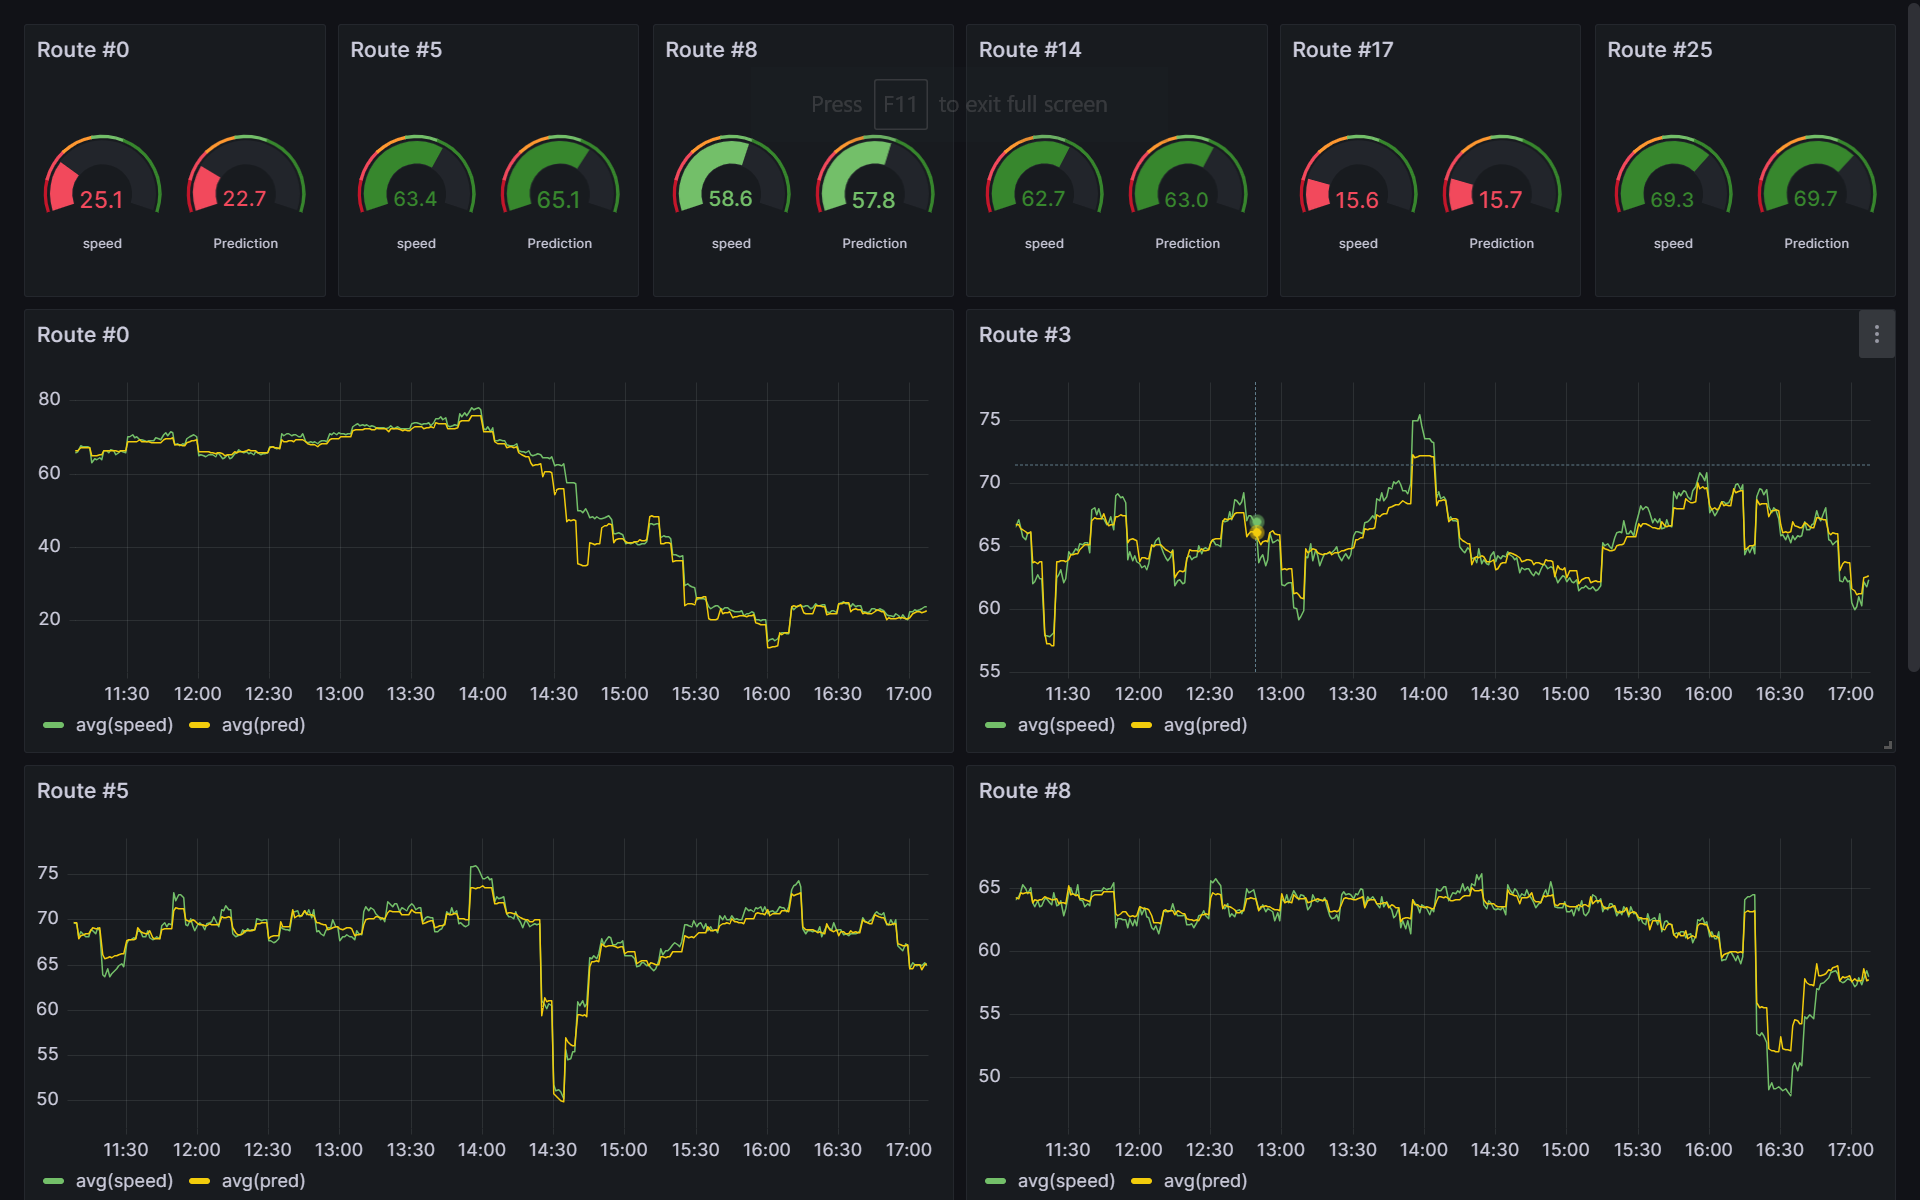 Route #0
Route #5
Route #8
Route #14
Route #17
Route #25
Press F11 to exit full screen
25.1
22.7
63.4
65.1
58.6
57.8
62.7
63.0
15.6
15.7
69.3
69.7
speed
Prediction
speed
Prediction
speed
Prediction
speed
Prediction
speed
Prediction
speed
Prediction
Route #0
80
60
40
20
11:30 12:00 12:30 13:00 13:30 14:00 14:30 15:00 15:30 16:00 16:30 17:00
avg(speed) avg(pred)
Route #3
75
70
65
60
55
11:30 12:00 12:30 13:00 13:30 14:00 14:30 15:00 15:30 16:00 16:30 17:00
avg(speed) avg(pred)
Route #5
75
70
65
60
55
50
11:30 12:00 12:30 13:00 13:30 14:00 14:30 15:00 15:30 16:00 16:30 17:00
avg(speed) avg(pred)
Route #8
65
60
55
50
11:30 12:00 12:30 13:00 13:30 14:00 14:30 15:00 15:30 16:00 16:30 17:00
avg(speed) avg(pred)